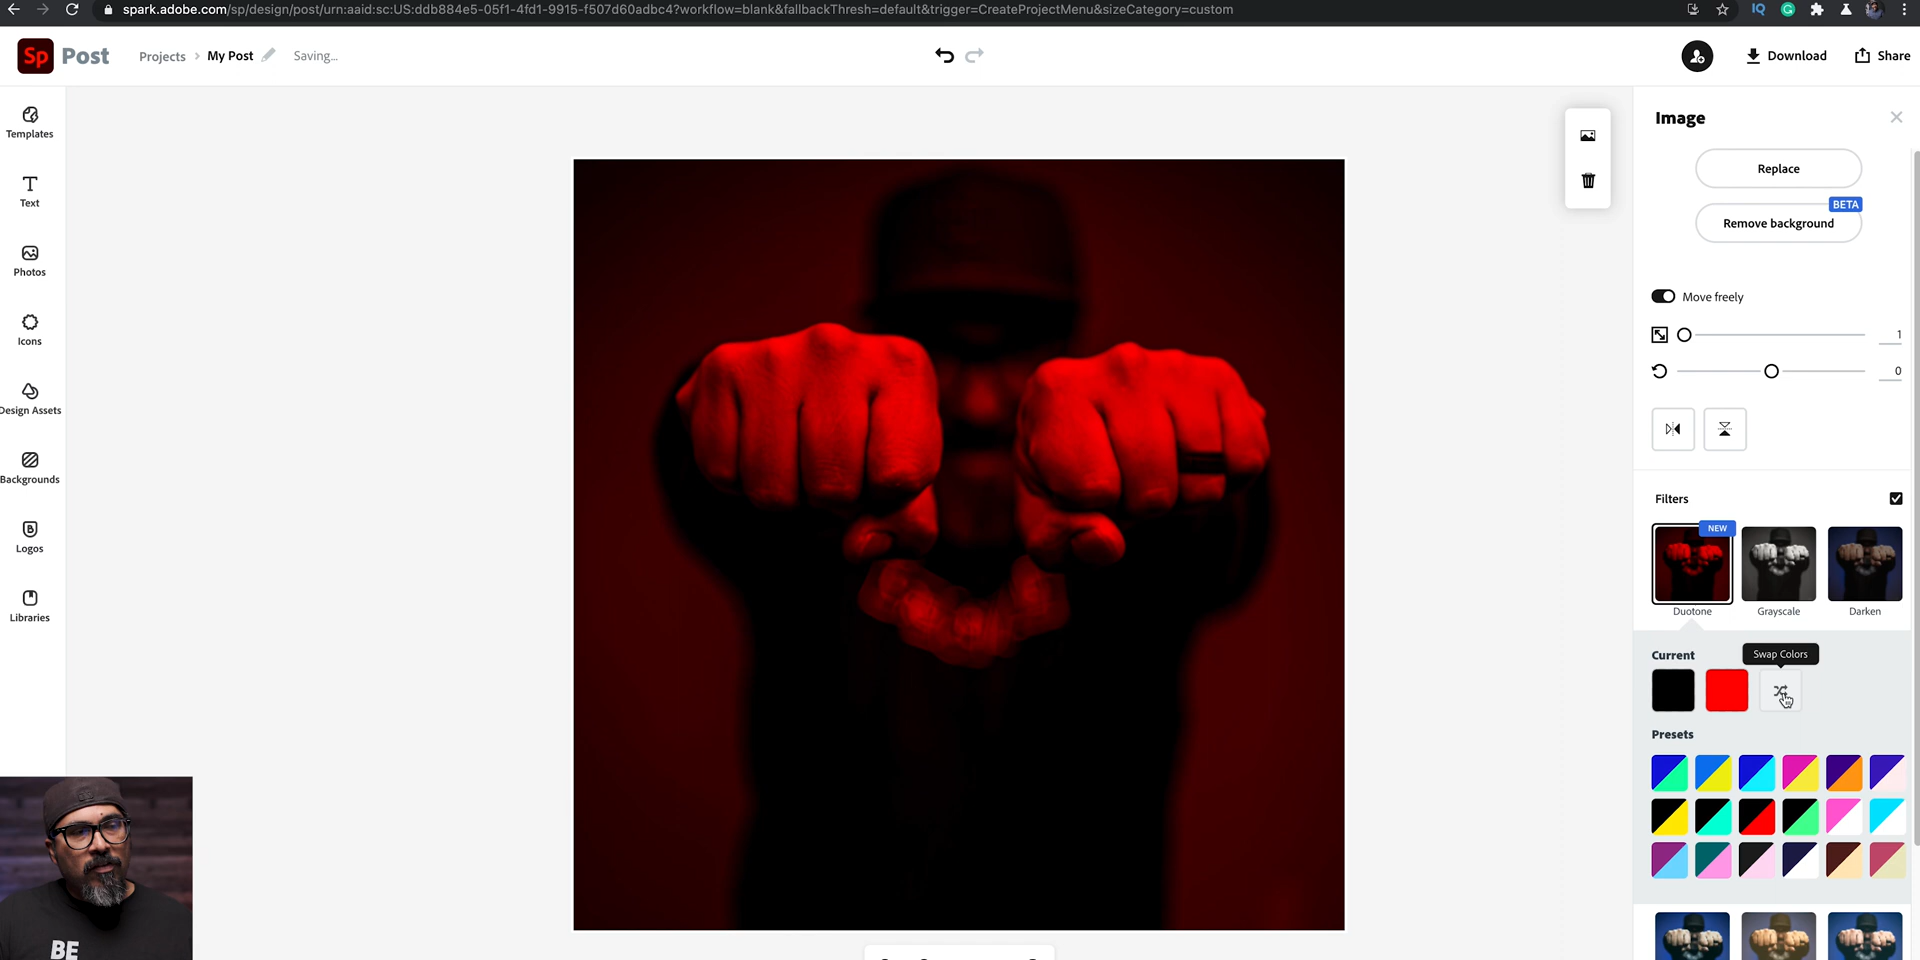 spark.adobe.com/sp/design/post/urn:aaid:sc:US:ddb884e5-05f1-4fd1-9915-f507d60adbc4?workflow=blank&fallbackThresh=default&trigger=CreateProjectMenu&sizeCategory=custom
IQ
Sp Post
Projects > My Post
Saving...
Download
Share
Templates
Text
Photos
Icons
Design Assets
Backgrounds
Logos
Libraries
Image
Replace
BETA
Remove background
Move freely
1
0
Filters
NEW
Duotone
Grayscale
Darken
Current
Swap Colors
Presets
BE